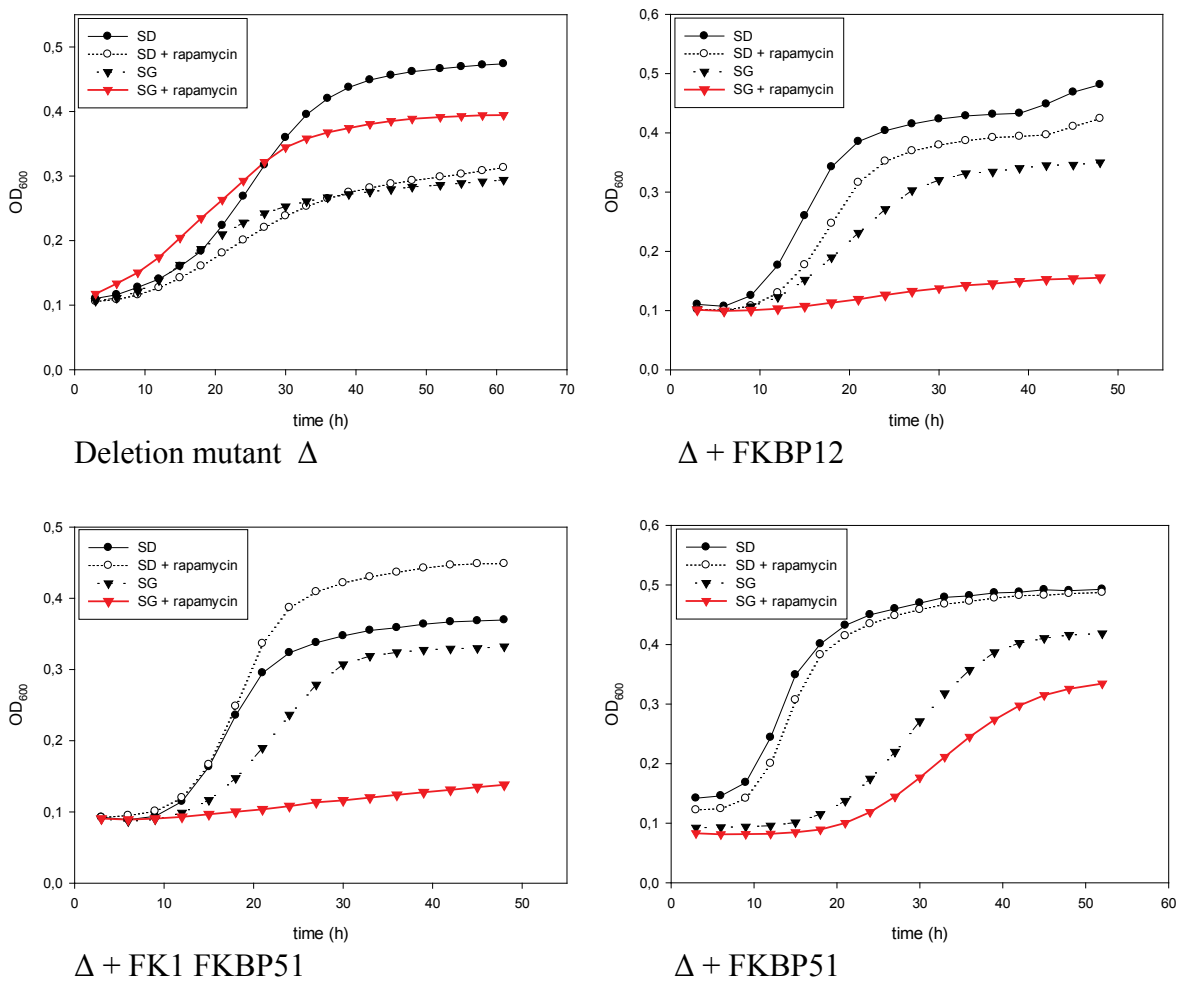 SD
SD + rapamycin
SG
SG + rapamycin
OD600
0,5
0,4
0,3
0,2
0,1
0,0
0 10 20 30 40 50 60 70
time (h)
Deletion mutant Δ
SD
SD + rapamycin
SG
SG + rapamycin
OD600
0,6
0,5
0,4
0,3
0,2
0,1
0,0
0 10 20 30 40 50
time (h)
Δ + FKBP12
SD
SD + rapamycin
SG
SG + rapamycin
OD600
0,5
0,4
0,3
0,2
0,1
0,0
0 10 20 30 40 50
time (h)
Δ + FK1 FKBP51
SD
SD + rapamycin
SG
SG + rapamycin
OD600
0,6
0,5
0,4
0,3
0,2
0,1
0,0
0 10 20 30 40 50 60
time (h)
Δ + FKBP51